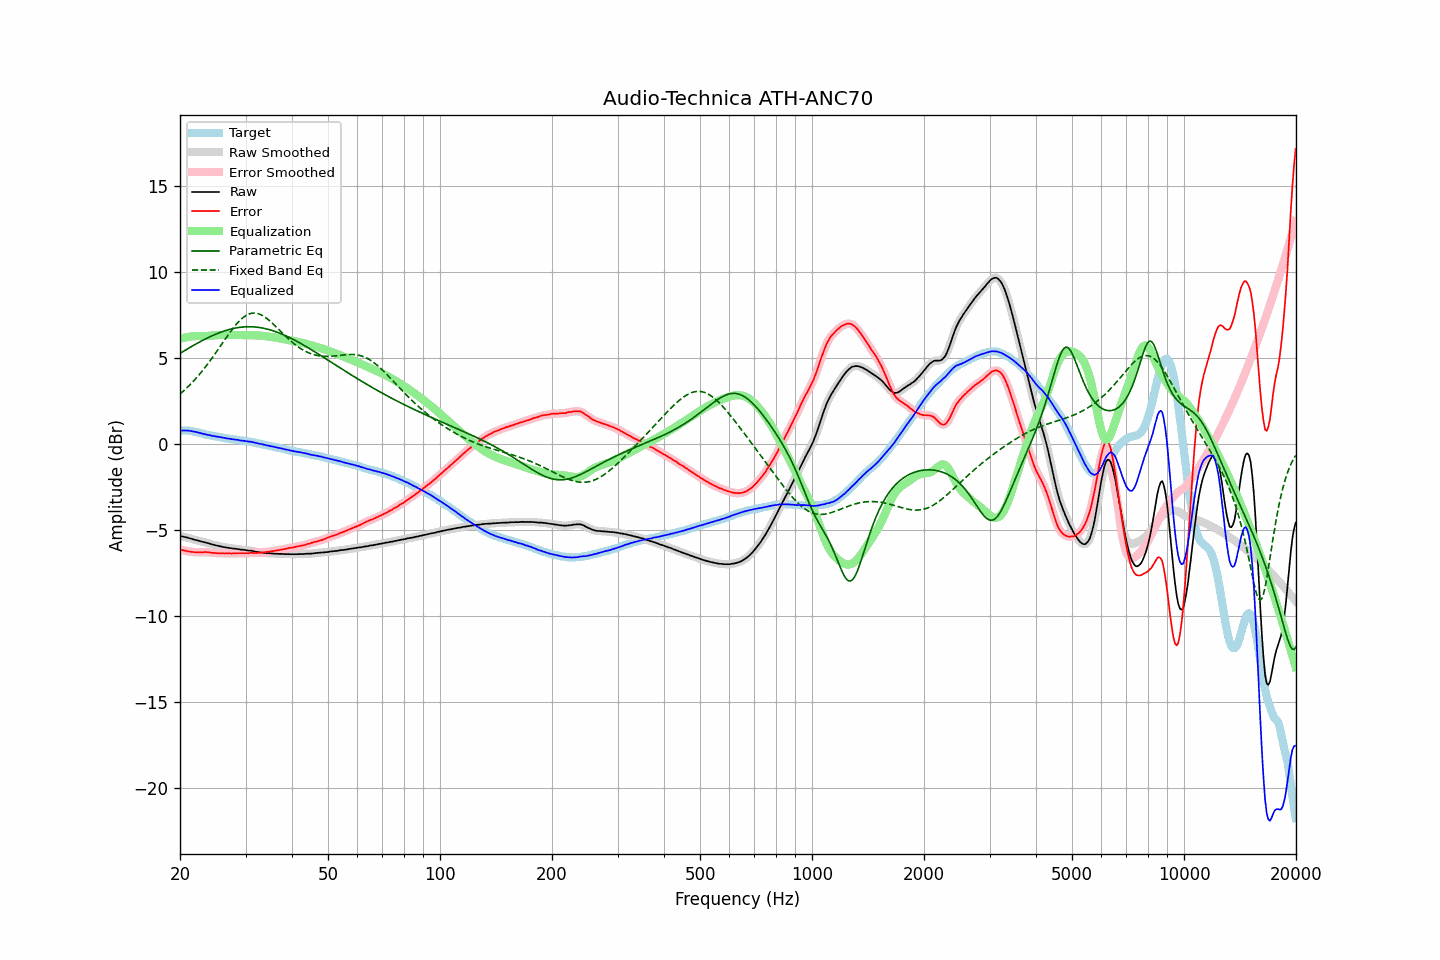 Audio-Technica ATH-ANC70
Target
Raw Smoothed
Error Smoothed
Raw
Error
Equalization
Parametric Eq
Fixed Band Eq
Equalized
15
10
5
0
−5
−10
−15
−20
Amplitude (dBr)
20 50 100 200 500 1000 2000 5000 10000 20000
Frequency (Hz)